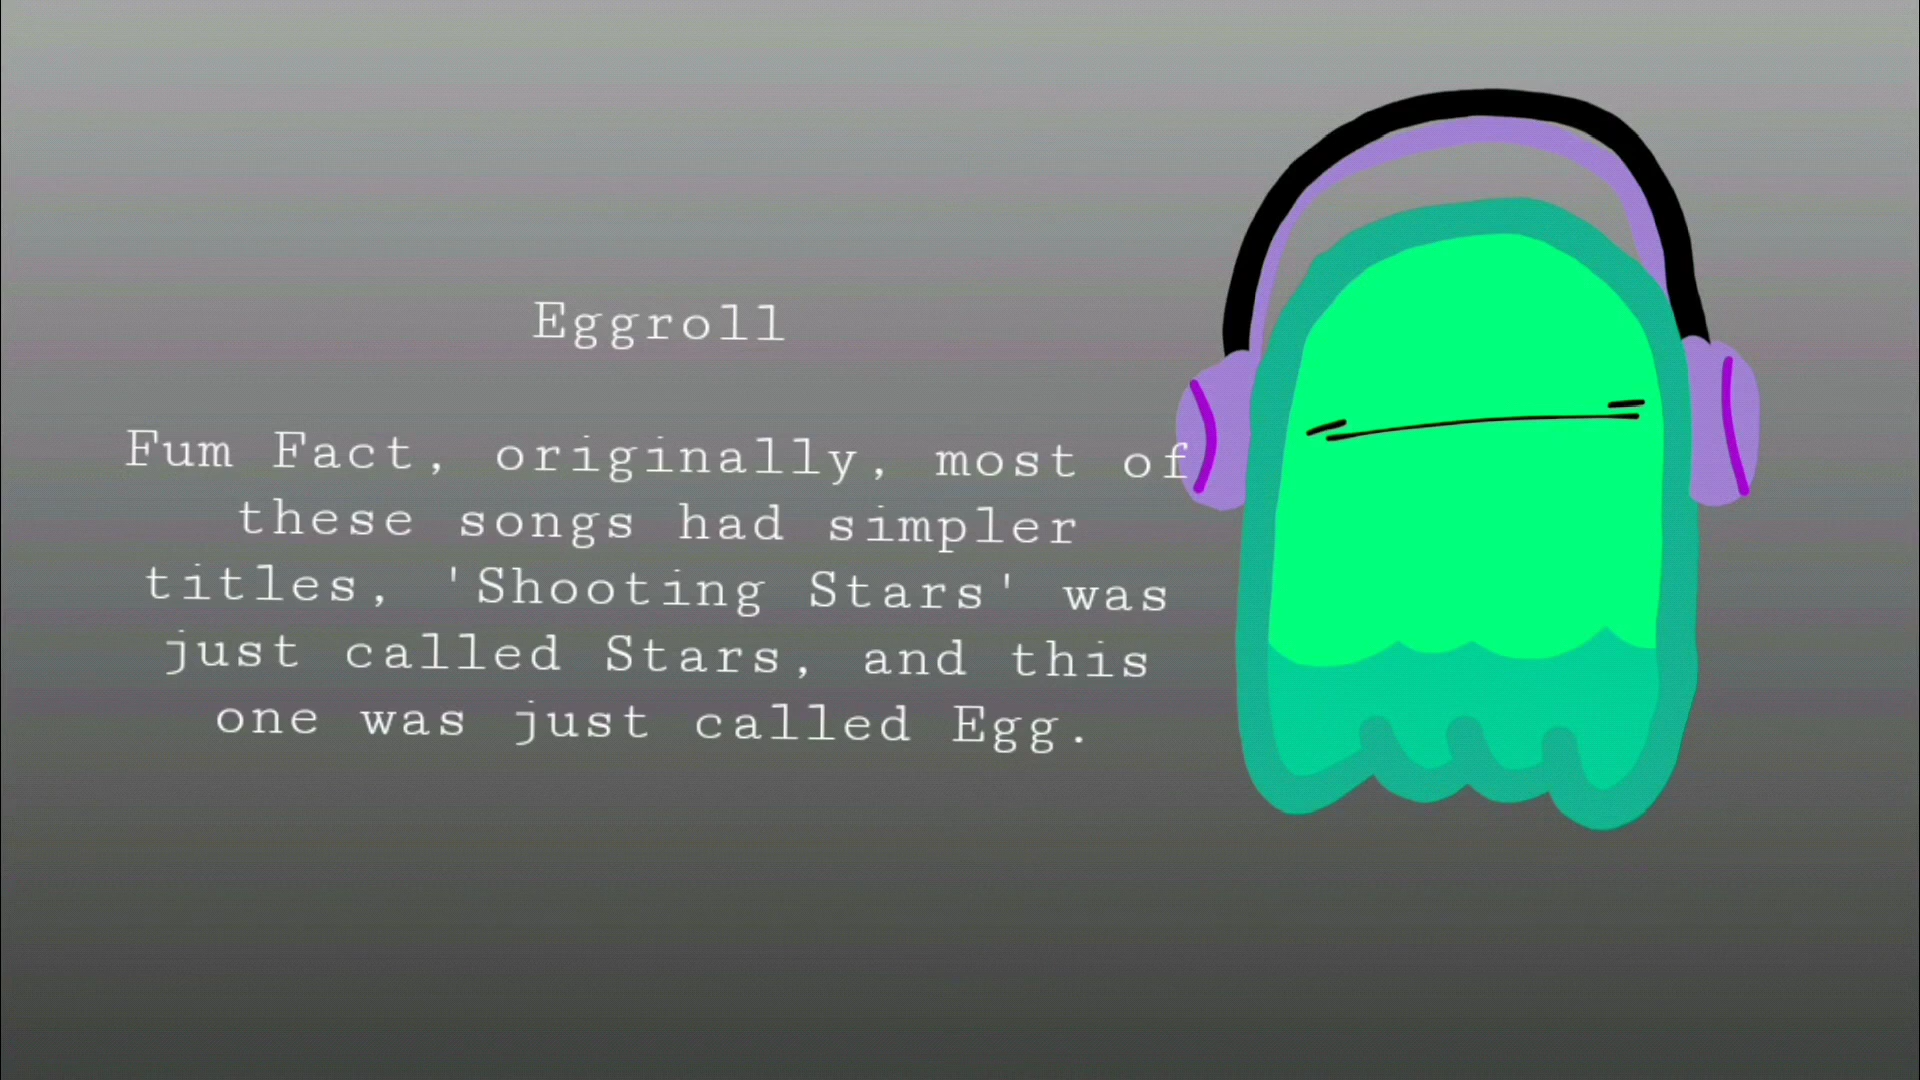 Eggroll
Fum Fact, originally, most of
these songs had simpler
titles, 'Shooting Stars' was
just called Stars, and this
one was just called Egg.